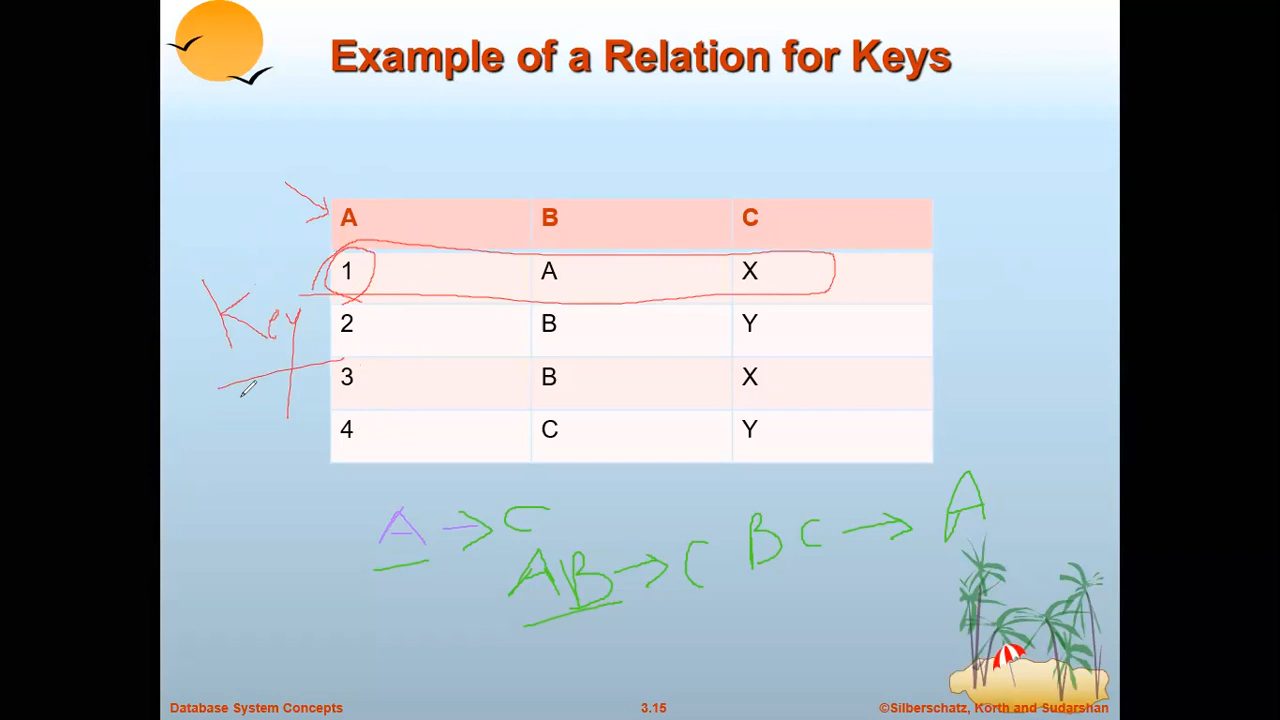 Example of a Relation for Keys
A B C
1 A X
Key
2 B Y
3 B X
4 C Y
A → C
AB → C
BC → A
Database System Concepts 3.15 ©Silberschatz, Korth and Sudarshan